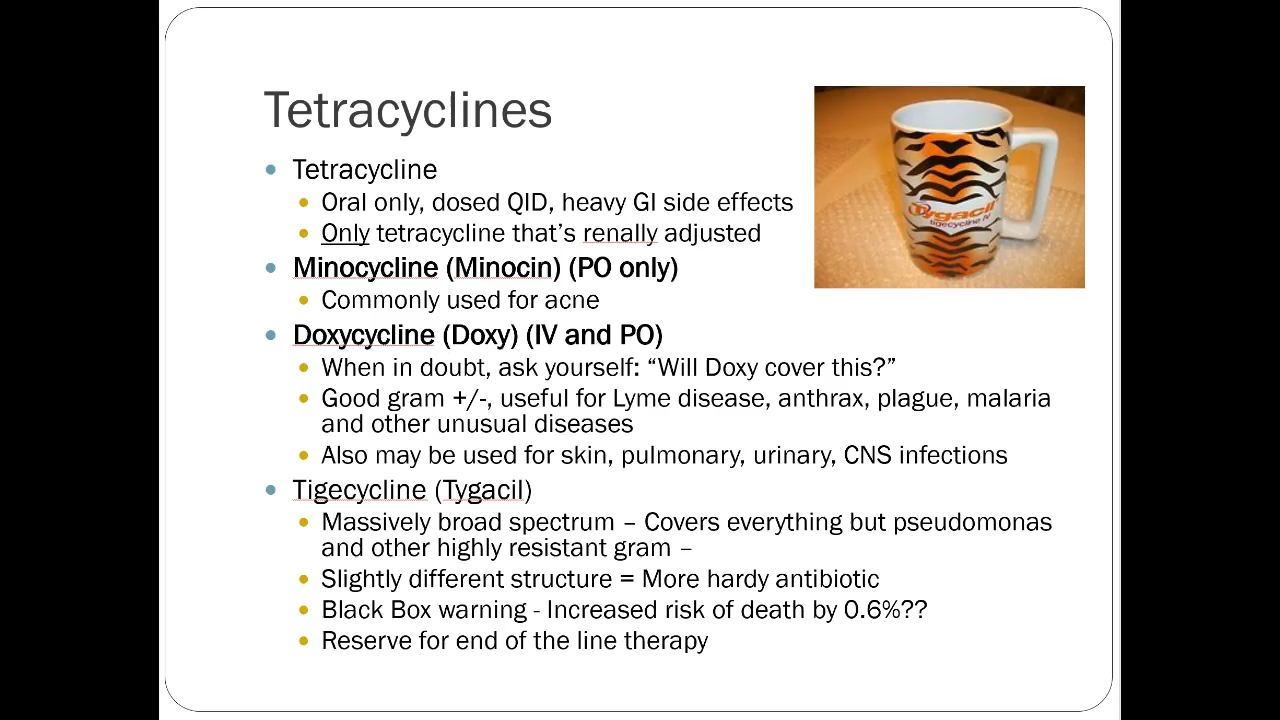 Tetracyclines
Tetracycline
Oral only, dosed QID, heavy GI side effects
Only tetracycline that's renally adjusted
Minocycline (Minocin) (PO only)
Commonly used for acne
Doxycycline (Doxy) (IV and PO)
When in doubt, ask yourself: “Will Doxy cover this?”
Good gram +/-, useful for Lyme disease, anthrax, plague, malaria
and other unusual diseases
Also may be used for skin, pulmonary, urinary, CNS infections
Tigecycline (Tygacil)
Massively broad spectrum – Covers everything but pseudomonas
and other highly resistant gram –
Slightly different structure = More hardy antibiotic
Black Box warning - Increased risk of death by 0.6%??
Reserve for end of the line therapy
Tygacil
tigecycline IV